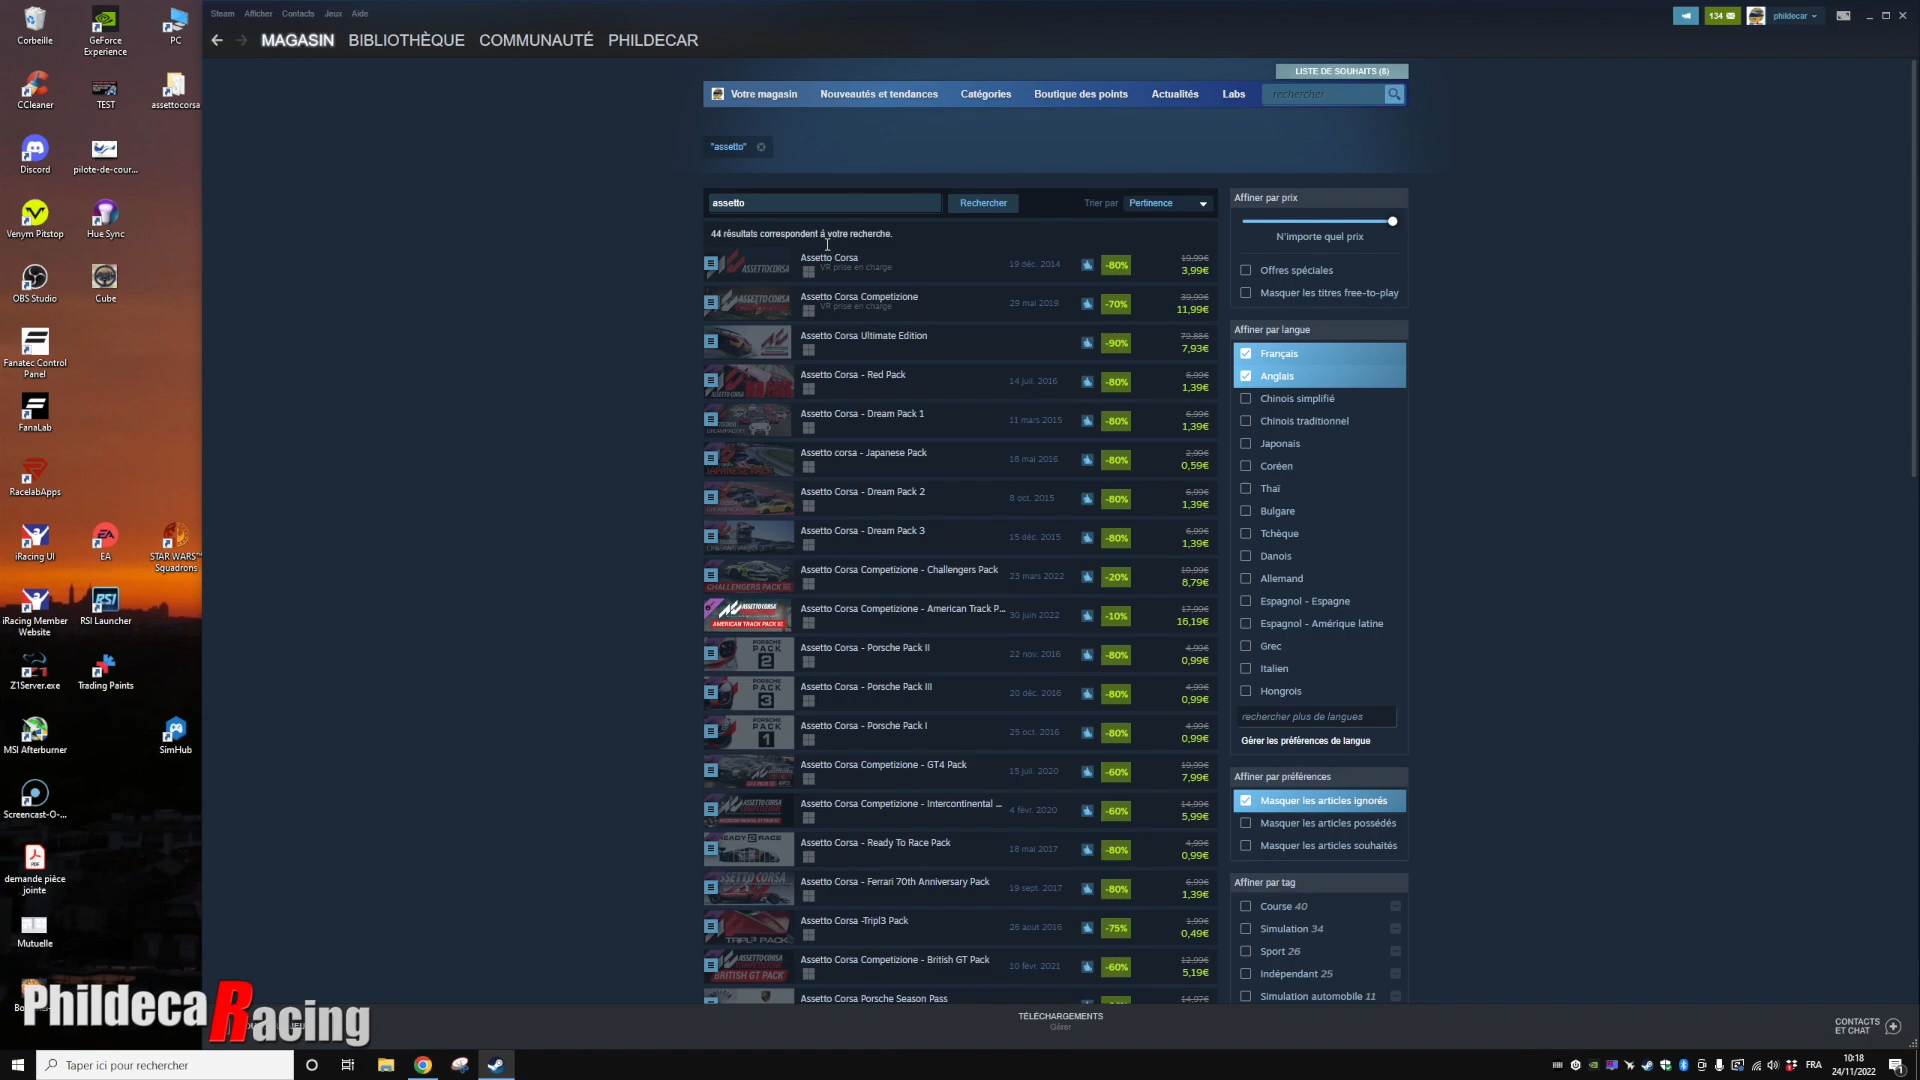 Steam Afficher Contacts Jeux Aide
134
phildecar
MAGASIN BIBLIOTHÈQUE COMMUNAUTÉ PHILDECAR
LISTE DE SOUHAITS (8)
Votre magasin Nouveautés et tendances Catégories Boutique des points Actualités Labs rechercher
"assetto"
assetto Rechercher Trier par Pertinence
44 résultats correspondent à votre recherche.
Assetto Corsa
VR prise en charge
19 déc. 2014 -80% 19,99€ 3,99€
Assetto Corsa Competizione
VR prise en charge
29 mai 2019 -70% 39,99€ 11,99€
Assetto Corsa Ultimate Edition
-90% 79,88€ 7,93€
Assetto Corsa - Red Pack
14 juil. 2016 -80% 6,99€ 1,39€
Assetto Corsa - Dream Pack 1
11 mars 2015 -80% 6,99€ 1,39€
Assetto corsa - Japanese Pack
18 mai 2016 -80% 2,99€ 0,59€
Assetto Corsa - Dream Pack 2
8 oct. 2015 -80% 6,99€ 1,39€
Assetto Corsa - Dream Pack 3
15 déc. 2015 -80% 6,99€ 1,39€
Assetto Corsa Competizione - Challengers Pack
23 mars 2022 -20% 10,99€ 8,79€
Assetto Corsa Competizione - American Track P...
30 juin 2022 -10% 17,99€ 16,19€
Assetto Corsa - Porsche Pack II
22 nov. 2016 -80% 4,99€ 0,99€
Assetto Corsa - Porsche Pack III
20 déc. 2016 -80% 4,99€ 0,99€
Assetto Corsa - Porsche Pack I
25 oct. 2016 -80% 4,99€ 0,99€
Assetto Corsa Competizione - GT4 Pack
15 juil. 2020 -60% 19,99€ 7,99€
Assetto Corsa Competizione - Intercontinental ...
4 févr. 2020 -60% 14,99€ 5,99€
Assetto Corsa - Ready To Race Pack
18 mai 2017 -80% 4,99€ 0,99€
Assetto Corsa - Ferrari 70th Anniversary Pack
19 sept. 2017 -80% 6,99€ 1,39€
Assetto Corsa -Tripl3 Pack
26 aout 2016 -75% 1,99€ 0,49€
Assetto Corsa Competizione - British GT Pack
10 févr. 2021 -60% 12,99€ 5,19€
Assetto Corsa Porsche Season Pass
14,97€
Affiner par prix
N'importe quel prix
Offres spéciales
Masquer les titres free-to-play
Affiner par langue
Français
Anglais
Chinois simplifié
Chinois traditionnel
Japonais
Coréen
Thaï
Bulgare
Tchèque
Danois
Allemand
Espagnol - Espagne
Espagnol - Amérique latine
Grec
Italien
Hongrois
rechercher plus de langues
Gérer les préférences de langue
Affiner par préférences
Masquer les articles ignorés
Masquer les articles possédés
Masquer les articles souhaités
Affiner par tag
Course 40
Simulation 34
Sport 26
Indépendant 25
Simulation automobile 11
TÉLÉCHARGEMENTS
Gérer
CONTACTS
ET CHAT
Corbeille
GeForce
Experience
PC
CCleaner
TEST
assettocorsa
Discord
pilote-de-cour...
Venym Pitstop
Hue Sync
OBS Studio
Cube
Fanatec Control
Panel
FanaLab
RacelabApps
iRacing UI
EA
STAR WARS™
Squadrons
iRacing Member
Website
RSI Launcher
Z1Server.exe
Trading Paints
MSI Afterburner
SimHub
Screencast-O-...
demande pièce
jointe
Mutuelle
Phildeca Racing
Taper ici pour rechercher
FRA
10:18
24/11/2022